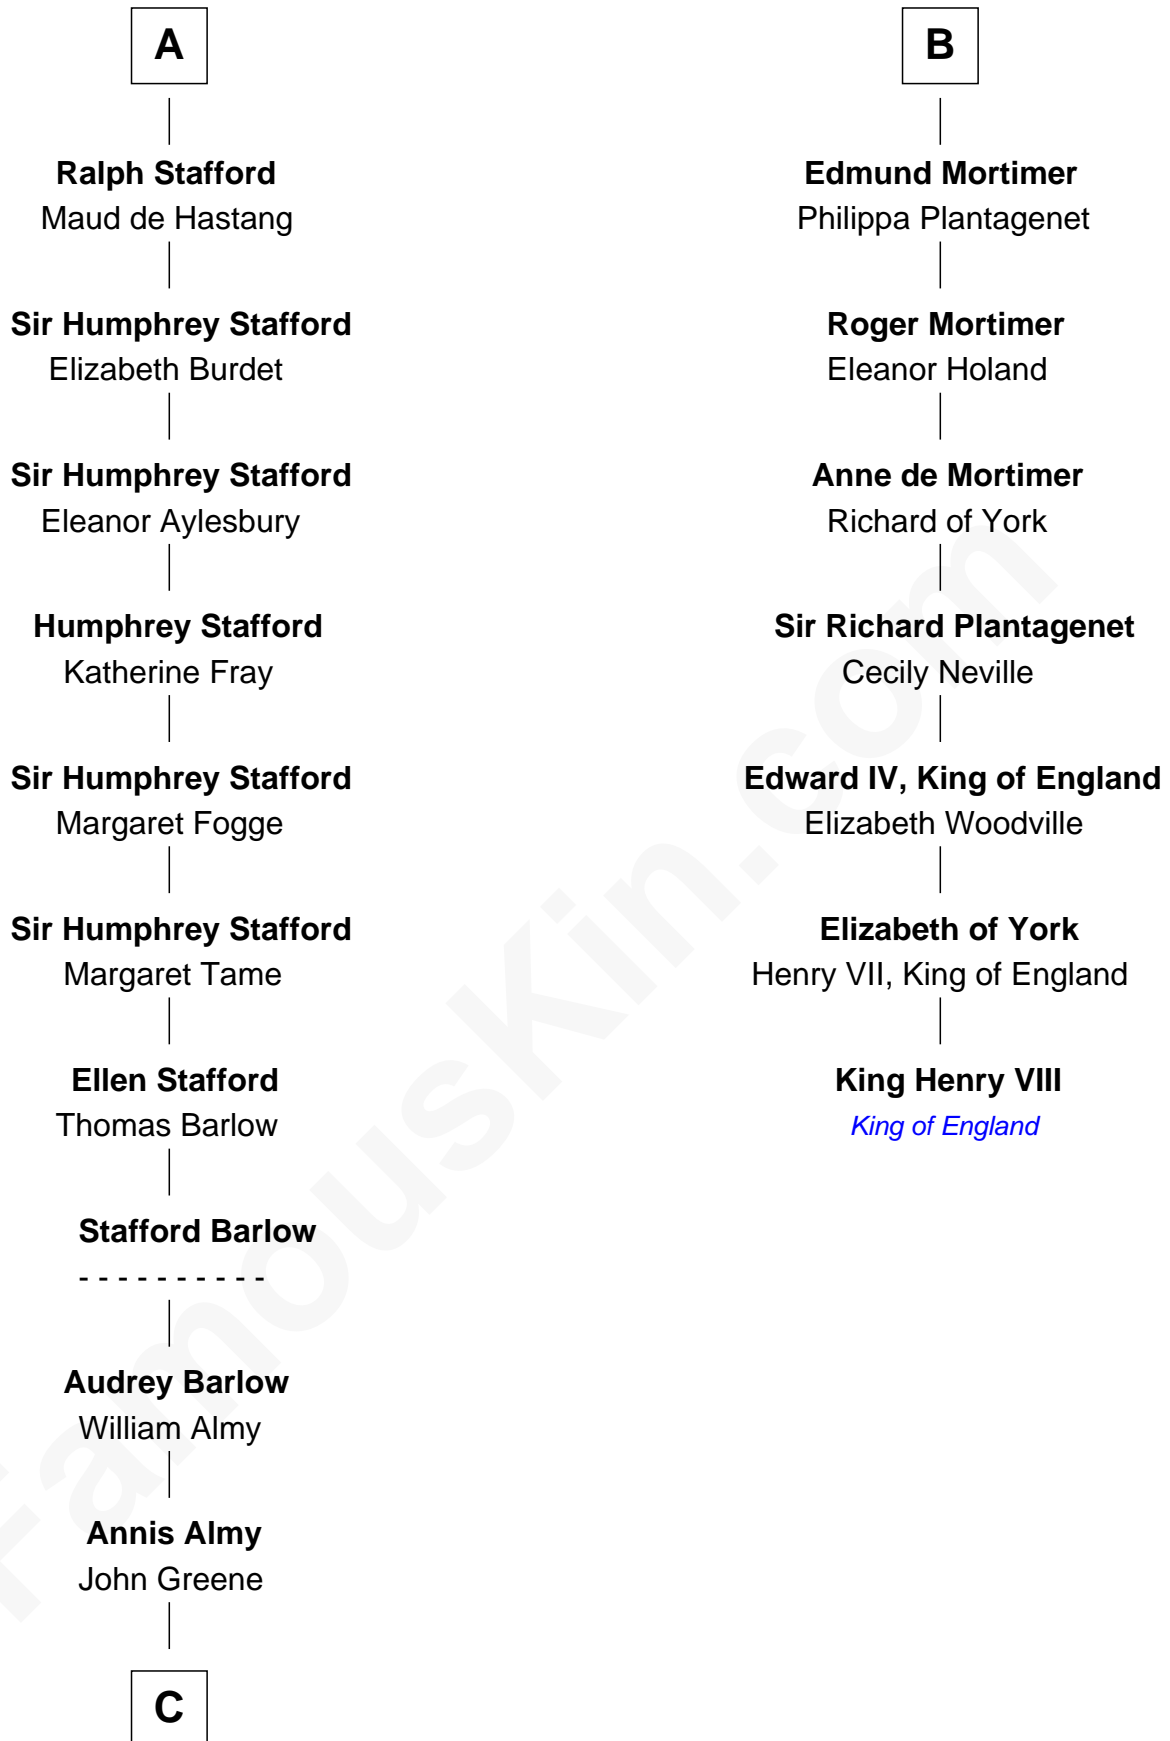 A
Ralph Stafford
Maud de Hastang
Sir Humphrey Stafford
Elizabeth Burdet
Sir Humphrey Stafford
Eleanor Aylesbury
Humphrey Stafford
Katherine Fray
Sir Humphrey Stafford
Margaret Fogge
Sir Humphrey Stafford
Margaret Tame
Ellen Stafford
Thomas Barlow
Stafford Barlow
- - - - - - - - - -
Audrey Barlow
William Almy
Annis Almy
John Greene
C
B
Edmund Mortimer
Philippa Plantagenet
Roger Mortimer
Eleanor Holand
Anne de Mortimer
Richard of York
Sir Richard Plantagenet
Cecily Neville
Edward IV, King of England
Elizabeth Woodville
Elizabeth of York
Henry VII, King of England
King Henry VIII
King of England
FamousKin.com